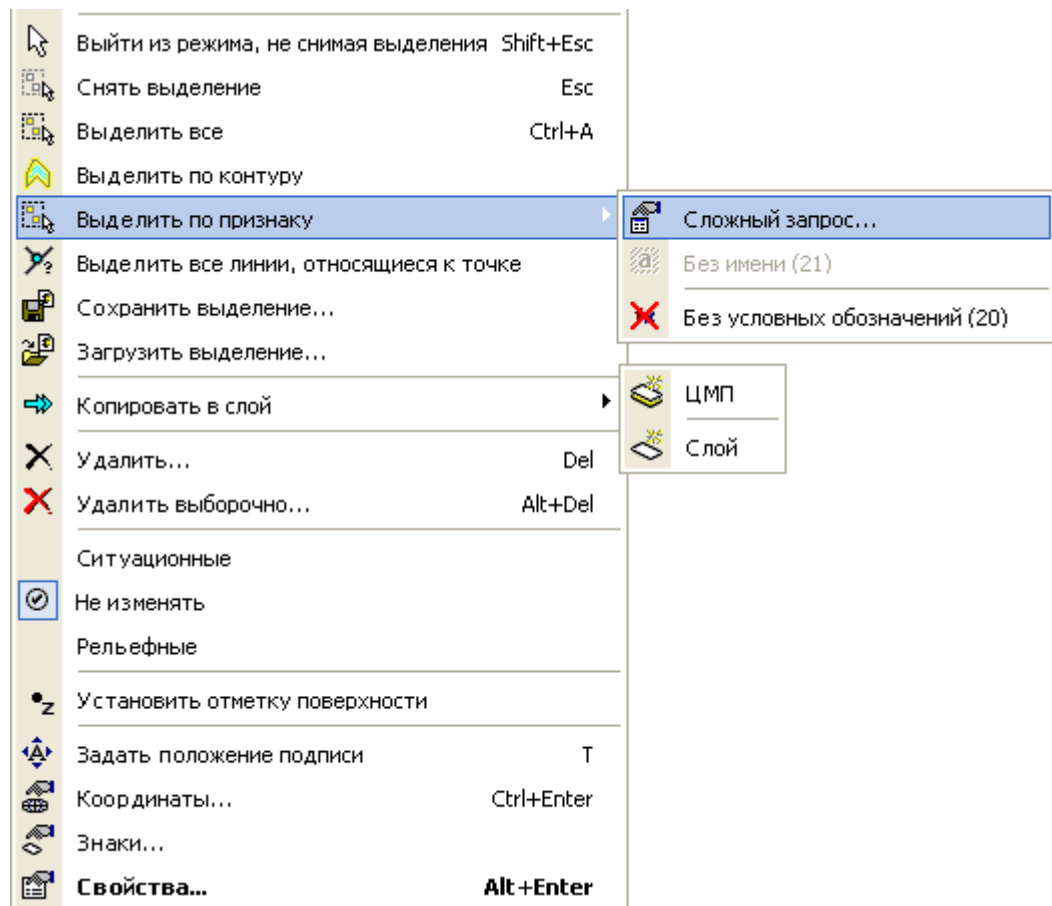 Выйти из режима, не снимая выделения Shift+Esc
Снять выделение Esc
Выделить все Ctrl+A
Выделить по контуру
Выделить по признаку
Сложный запрос...
Без имени (21)
Без условных обозначений (20)
Выделить все линии, относящиеся к точке
Сохранить выделение...
Загрузить выделение...
Копировать в слой
ЦМП
Слой
Удалить... Del
Удалить выборочно... Alt+Del
Ситуационные
Не изменять
Рельефные
Установить отметку поверхности
Задать положение подписи T
Координаты... Ctrl+Enter
Знаки...
Свойства... Alt+Enter